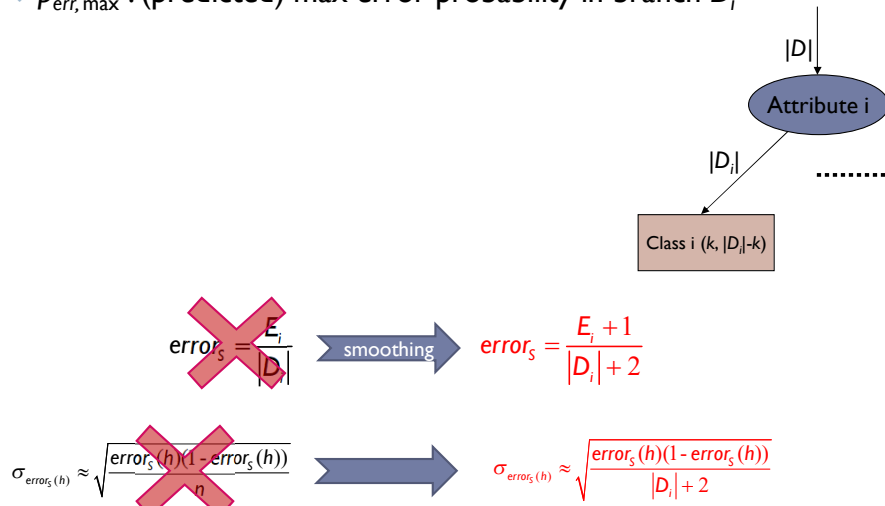 p_err, max : (predicted) max error probability in branch D_i
|D|
Attribute i
|D_i|
Class i (k, |D_i|-k)
error_s = E_i / |D_i|
smoothing
error_s = (E_i + 1) / (|D_i| + 2)
σ_error_s(h) ≈ √(error_s(h)(1 - error_s(h)) / n)
σ_error_s(h) ≈ √(error_s(h)(1 - error_s(h)) / (|D_i| + 2))